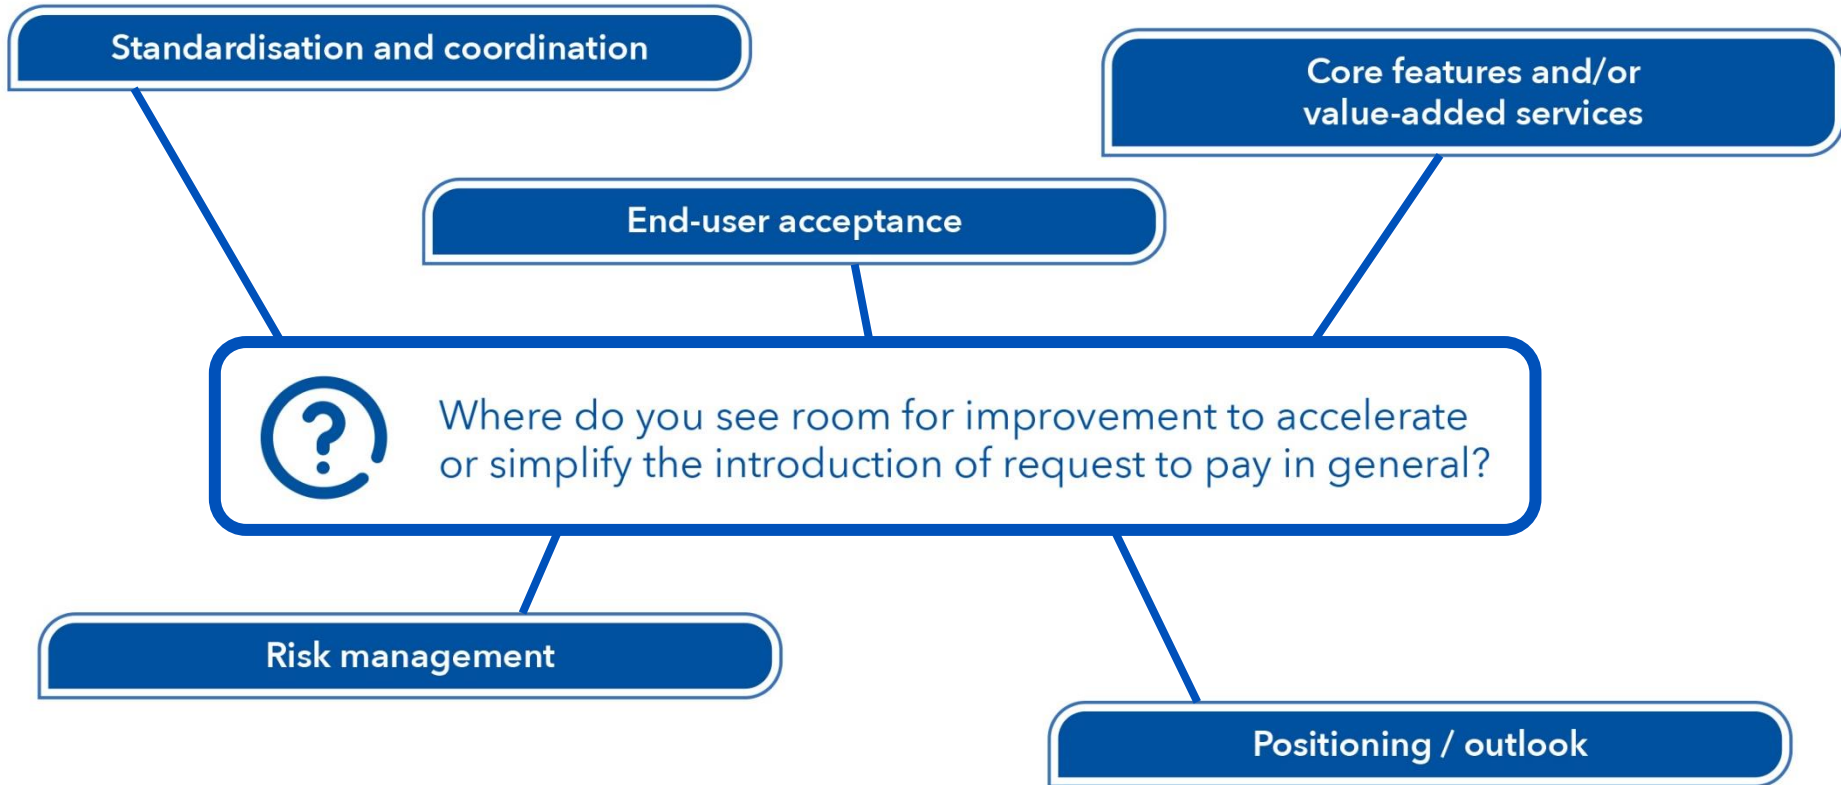 Standardisation and coordination
Core features and/or
value-added services
End-user acceptance
?
Where do you see room for improvement to accelerate
or simplify the introduction of request to pay in general?
Risk management
Positioning / outlook